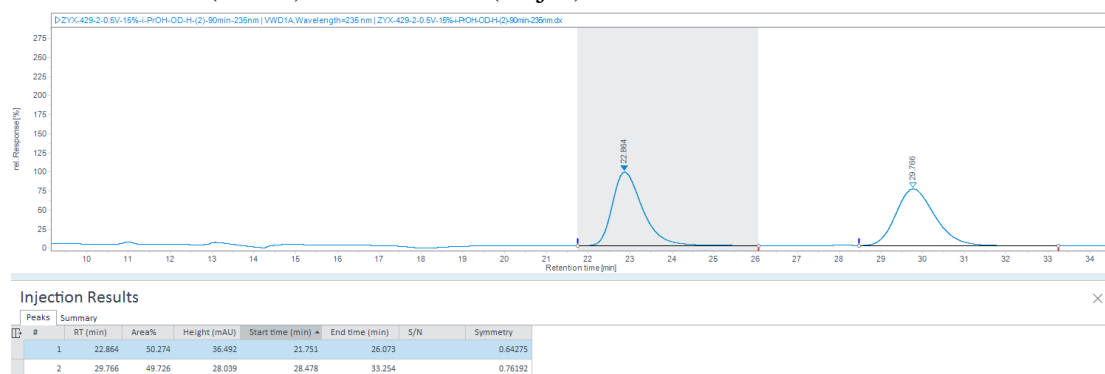 ZYX-429-2-0.5V-15%-i-PrOH-OD-H-(2)-90min-235nm | VWD1A,Wavelength=235 nm | ZYX-429-2-0.5V-15%-i-PrOH-OD-H-(2)-90min-235nm.dx
275
250
225
200
175
150
125
100
75
50
25
0
rel. Response [%]
22.864
29.766
10 11 12 13 14 15 16 17 18 19 20 21 22 23 24 25 26 27 28 29 30 31 32 33 34
Retention time [min]
Injection Results
Peaks Summary
# RT (min) Area% Height (mAU) Start time (min) End time (min) S/N Symmetry
1 22.864 50.274 36.492 21.751 26.073 0.64275
2 29.766 49.726 28.039 28.478 33.254 0.76192